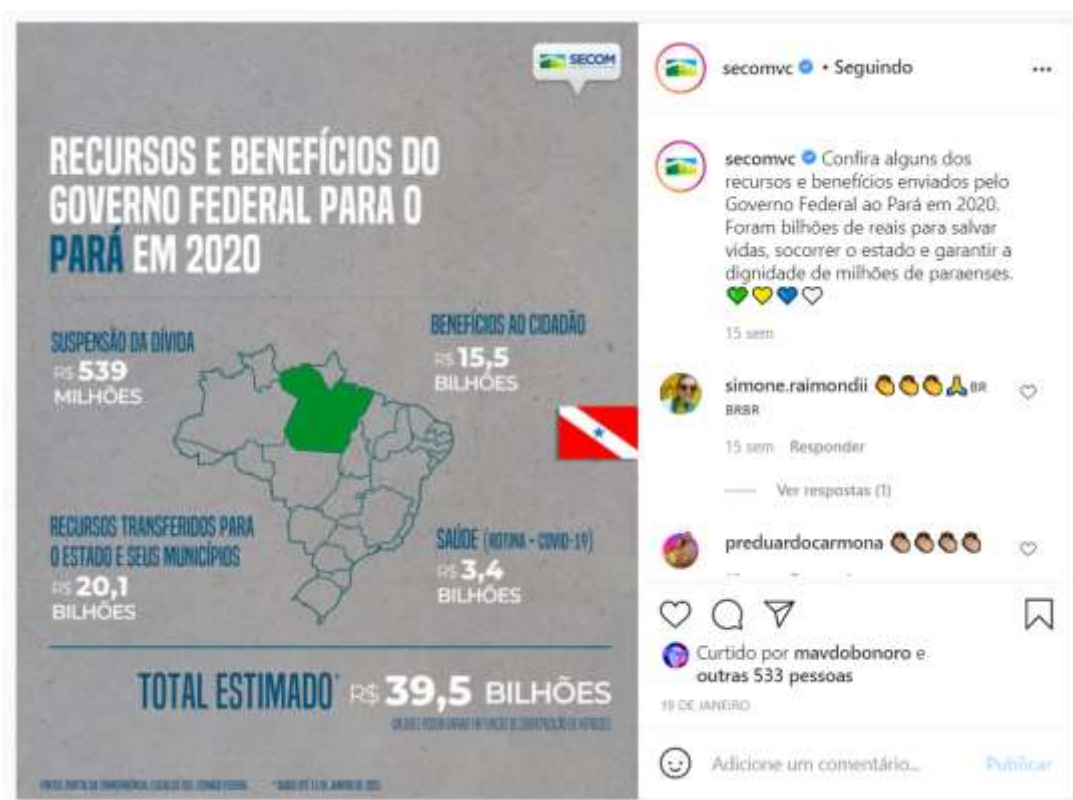 SECOM
RECURSOS E BENEFÍCIOS DO
GOVERNO FEDERAL PARA O
PARÁ EM 2020
SUSPENSÃO DA DÍVIDA
R$ 539
MILHÕES
BENEFÍCIOS AO CIDADÃO
R$ 15,5
BILHÕES
RECURSOS TRANSFERIDOS PARA
O ESTADO E SEUS MUNICÍPIOS
R$ 20,1
BILHÕES
SAÚDE (ROTINA + COVID-19)
R$ 3,4
BILHÕES
TOTAL ESTIMADO* R$ 39,5 BILHÕES
secomvc • Seguindo
secomvc Confira alguns dos
recursos e benefícios enviados pelo
Governo Federal ao Pará em 2020.
Foram bilhões de reais para salvar
vidas, socorrer o estado e garantir a
dignidade de milhões de paraenses.
💚💛💙🤍
15 sem
simone.raimondii 👏👏👏🙏BR
BRBR
15 sem Responder
Ver respostas (1)
preduardocarmona 👏🏽👏🏽👏🏽👏🏽
Curtido por mavdobonoro e
outras 533 pessoas
19 DE JANEIRO
Adicione um comentário... Publicar